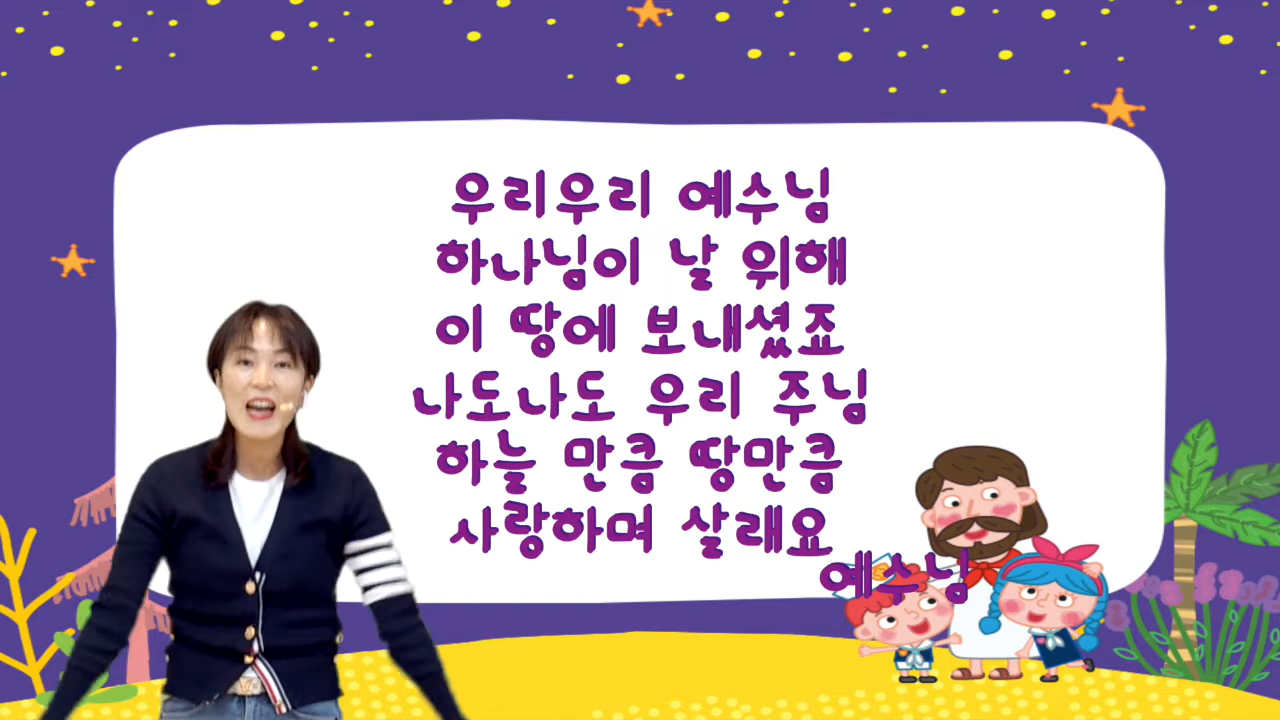 우리우리 예수님
하나님이 날 위해
이 땅에 보내셨죠
나도나도 우리 주님
하늘 만큼 땅만큼
사랑하며 살래요
예수님